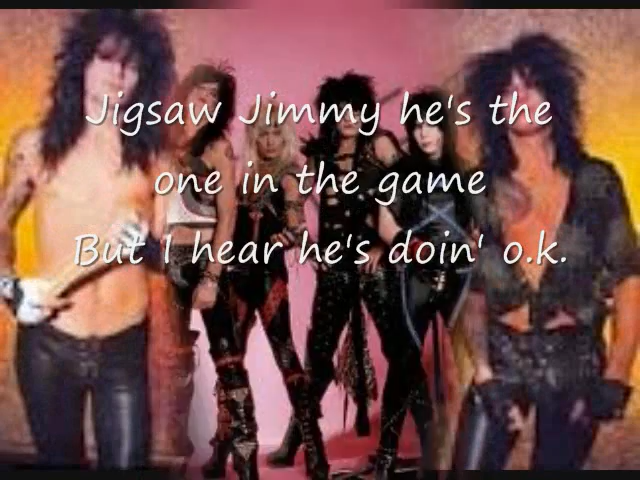 Jigsaw Jimmy he's the
one in the game
But I hear he's doin' o.k.